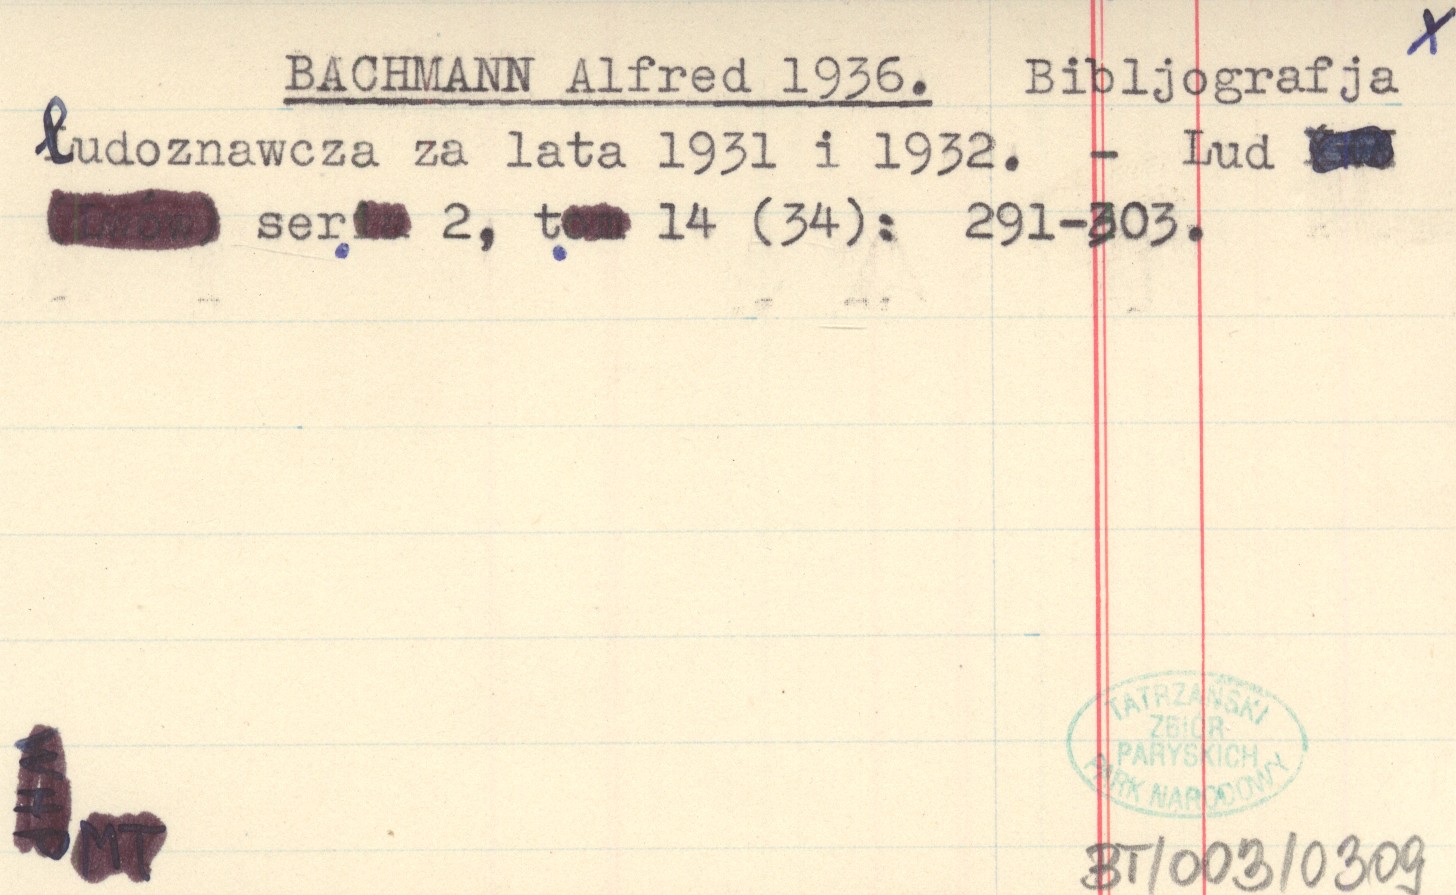 X
BACHMANN Alfred 1936. Bibljografja
ludoznawcza za lata 1931 i 1932. - Lud
ser. 2, t. 14 (34): 291-303.
TATRZAŃSKI
ZBIÓR
PARYSKICH
PARK NARODOWY
MT
BT/003/0309